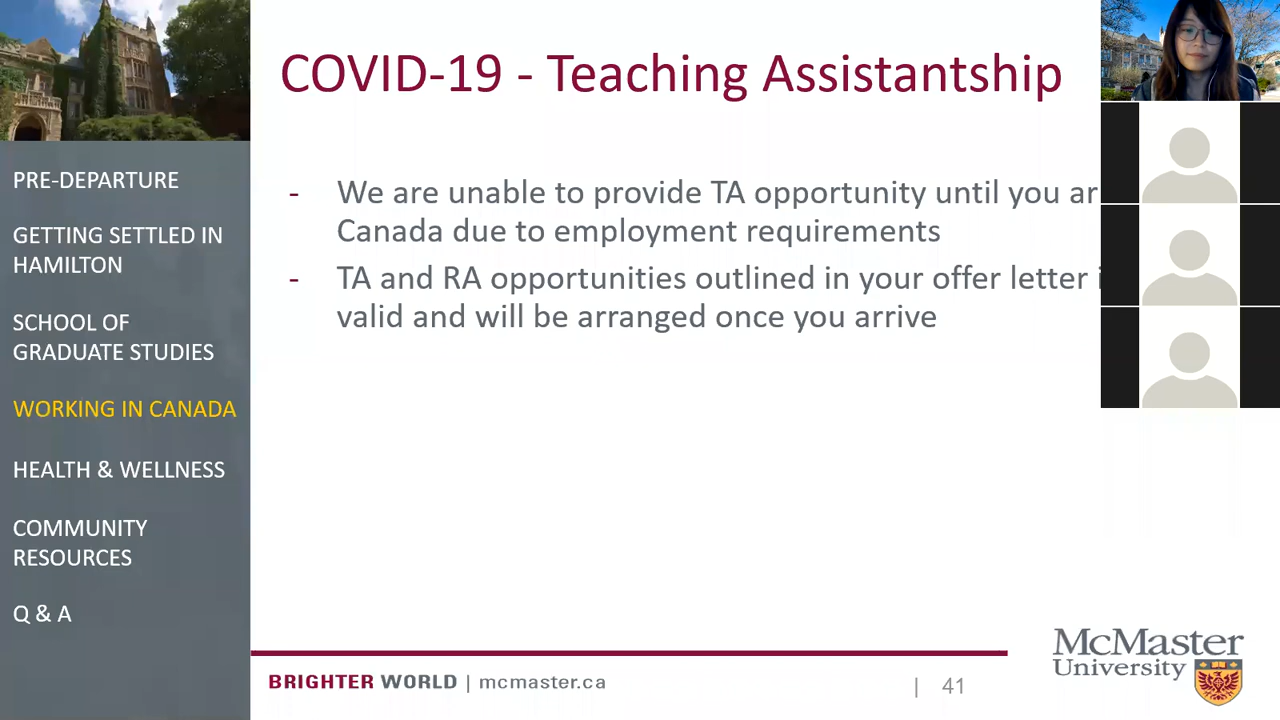 COVID-19 - Teaching Assistantship
PRE-DEPARTURE
GETTING SETTLED IN
HAMILTON
SCHOOL OF
GRADUATE STUDIES
WORKING IN CANADA
HEALTH & WELLNESS
COMMUNITY
RESOURCES
Q & A
- We are unable to provide TA opportunity until you
Canada due to employment requirements
- TA and RA opportunities outlined in your offer letter
valid and will be arranged once you arrive
BRIGHTER WORLD | mcmaster.ca
| 41
McMaster
University